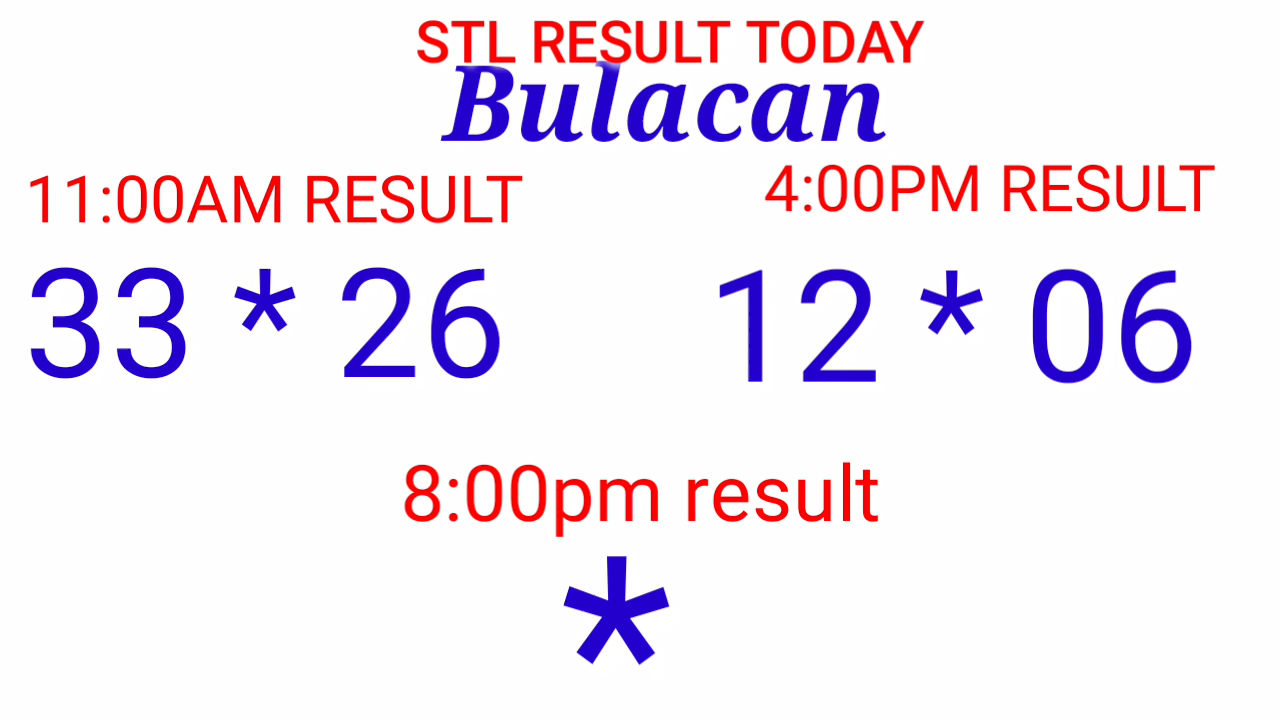 STL RESULT TODAY
Bulacan
11:00AM RESULT
33 * 26
4:00PM RESULT
12 * 06
8:00pm result
*